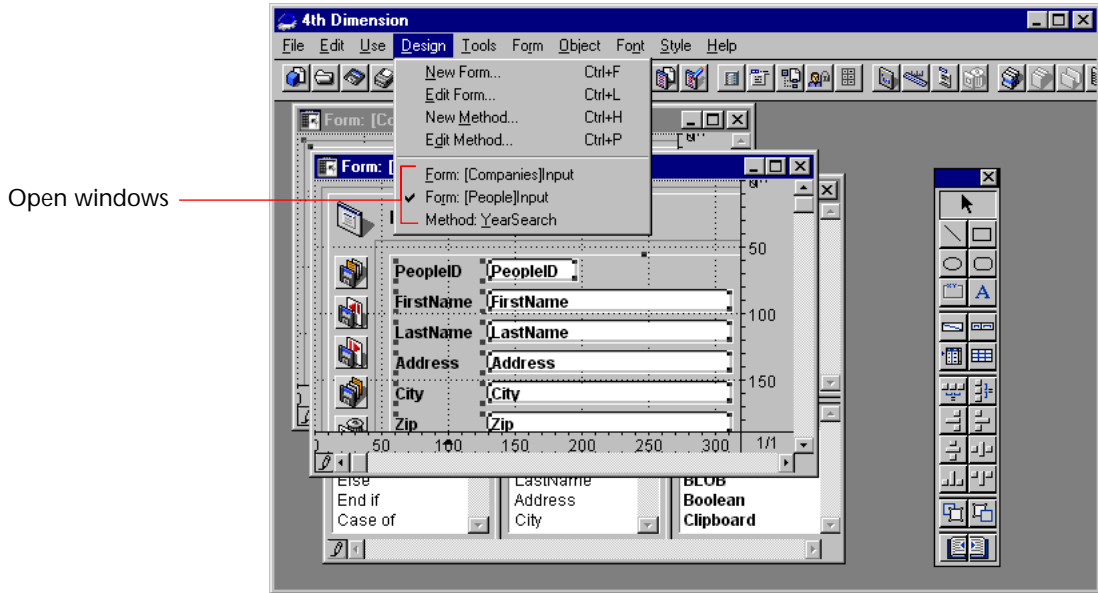 4th Dimension
File Edit Use Design Tools Form Object Font Style Help
New Form... Ctrl+F
Edit Form... Ctrl+L
New Method... Ctrl+H
Edit Method... Ctrl+P
Form: [Companies]Input
Form: [People]Input
Method: YearSearch
Open windows
Form: [Co
Form: [
PeopleID PeopleID
FirstName FirstName
LastName LastName
Address Address
City City
Zip Zip
50
100
150
0 50 100 150 200 250 300 1/1
Else LastName BLOB
End if Address Boolean
Case of City Clipboard